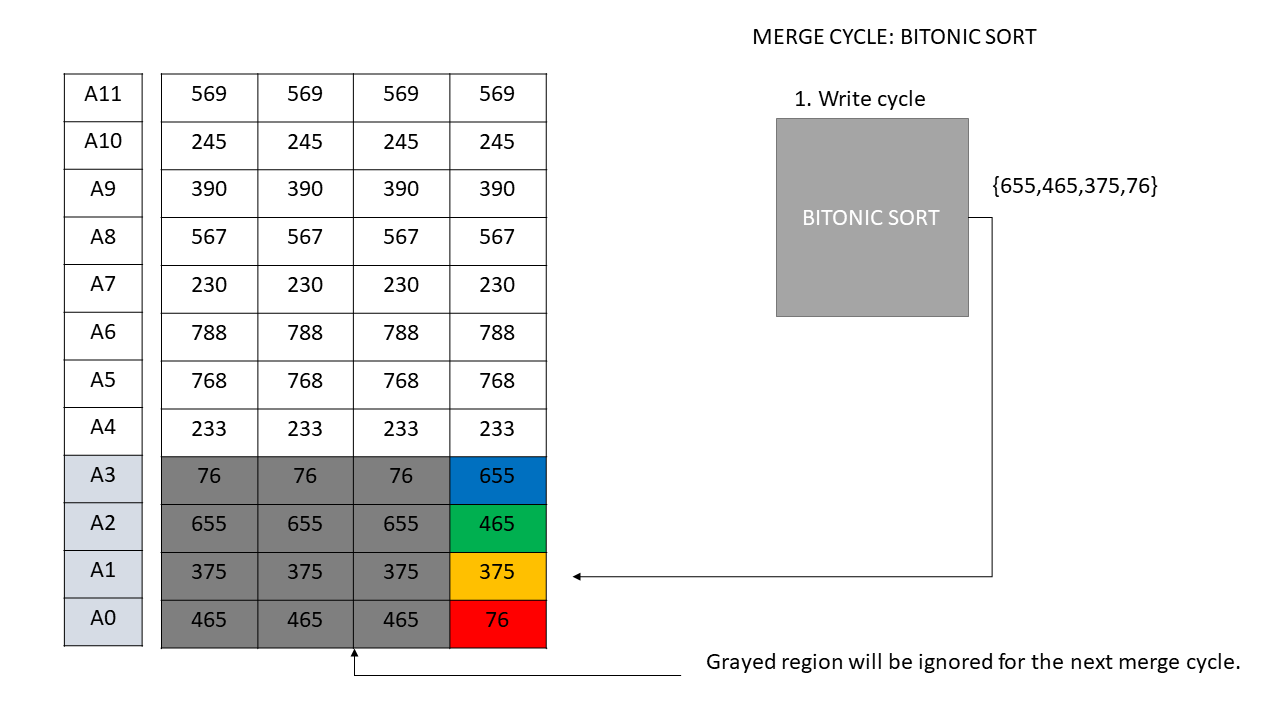 MERGE CYCLE: BITONIC SORT
1. Write cycle
BITONIC SORT
{655,465,375,76}
A11 569 569 569 569
A10 245 245 245 245
A9 390 390 390 390
A8 567 567 567 567
A7 230 230 230 230
A6 788 788 788 788
A5 768 768 768 768
A4 233 233 233 233
A3 76 76 76 655
A2 655 655 655 465
A1 375 375 375 375
A0 465 465 465 76
Grayed region will be ignored for the next merge cycle.